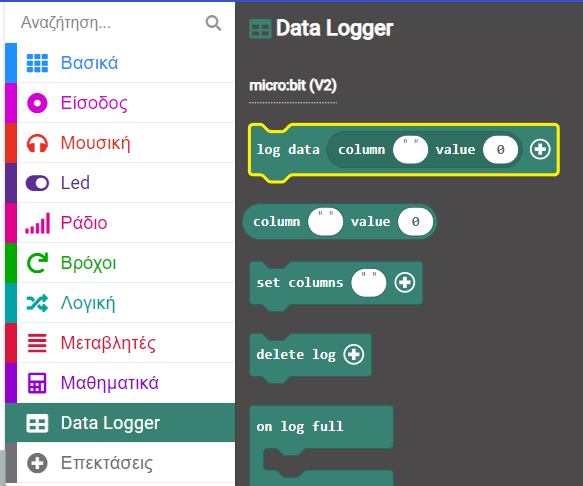 Αναζήτηση...
Βασικά
Είσοδος
Μουσική
Led
Ράδιο
Βρόχοι
Λογική
Μεταβλητές
Μαθηματικά
Data Logger
Επεκτάσεις
Data Logger
micro:bit (V2)
log data column " " value 0
column " " value 0
set columns " "
delete log
on log full